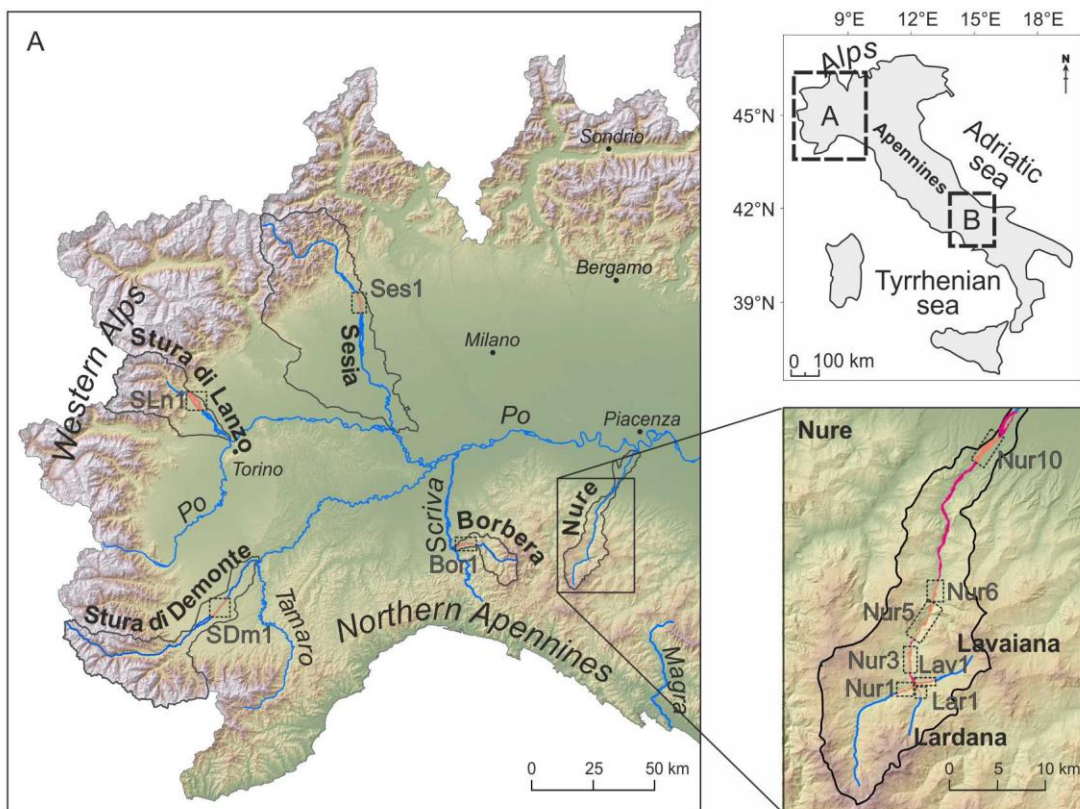 A
Sondrio
Bergamo
Ses1
Milano
Sesia
Western Alps
Stura di Lanzo
SLn1
Torino
Po
Po
Piacenza
Scriva
Borbera
Bor1
Nure
Stura di Demonte
SDm1
Tamaro
Northern Apennines
Magra
0 25 50 km
9°E 12°E 15°E 18°E
45°N
42°N
39°N
Alps
N
A
Apennines
Adriatic
sea
B
Tyrrhenian
sea
0 100 km
Nure
Nur10
Nur6
Nur5
Lavaiana
Nur3
Lav1
Nur1
Lar1
Lardana
0 5 10 km